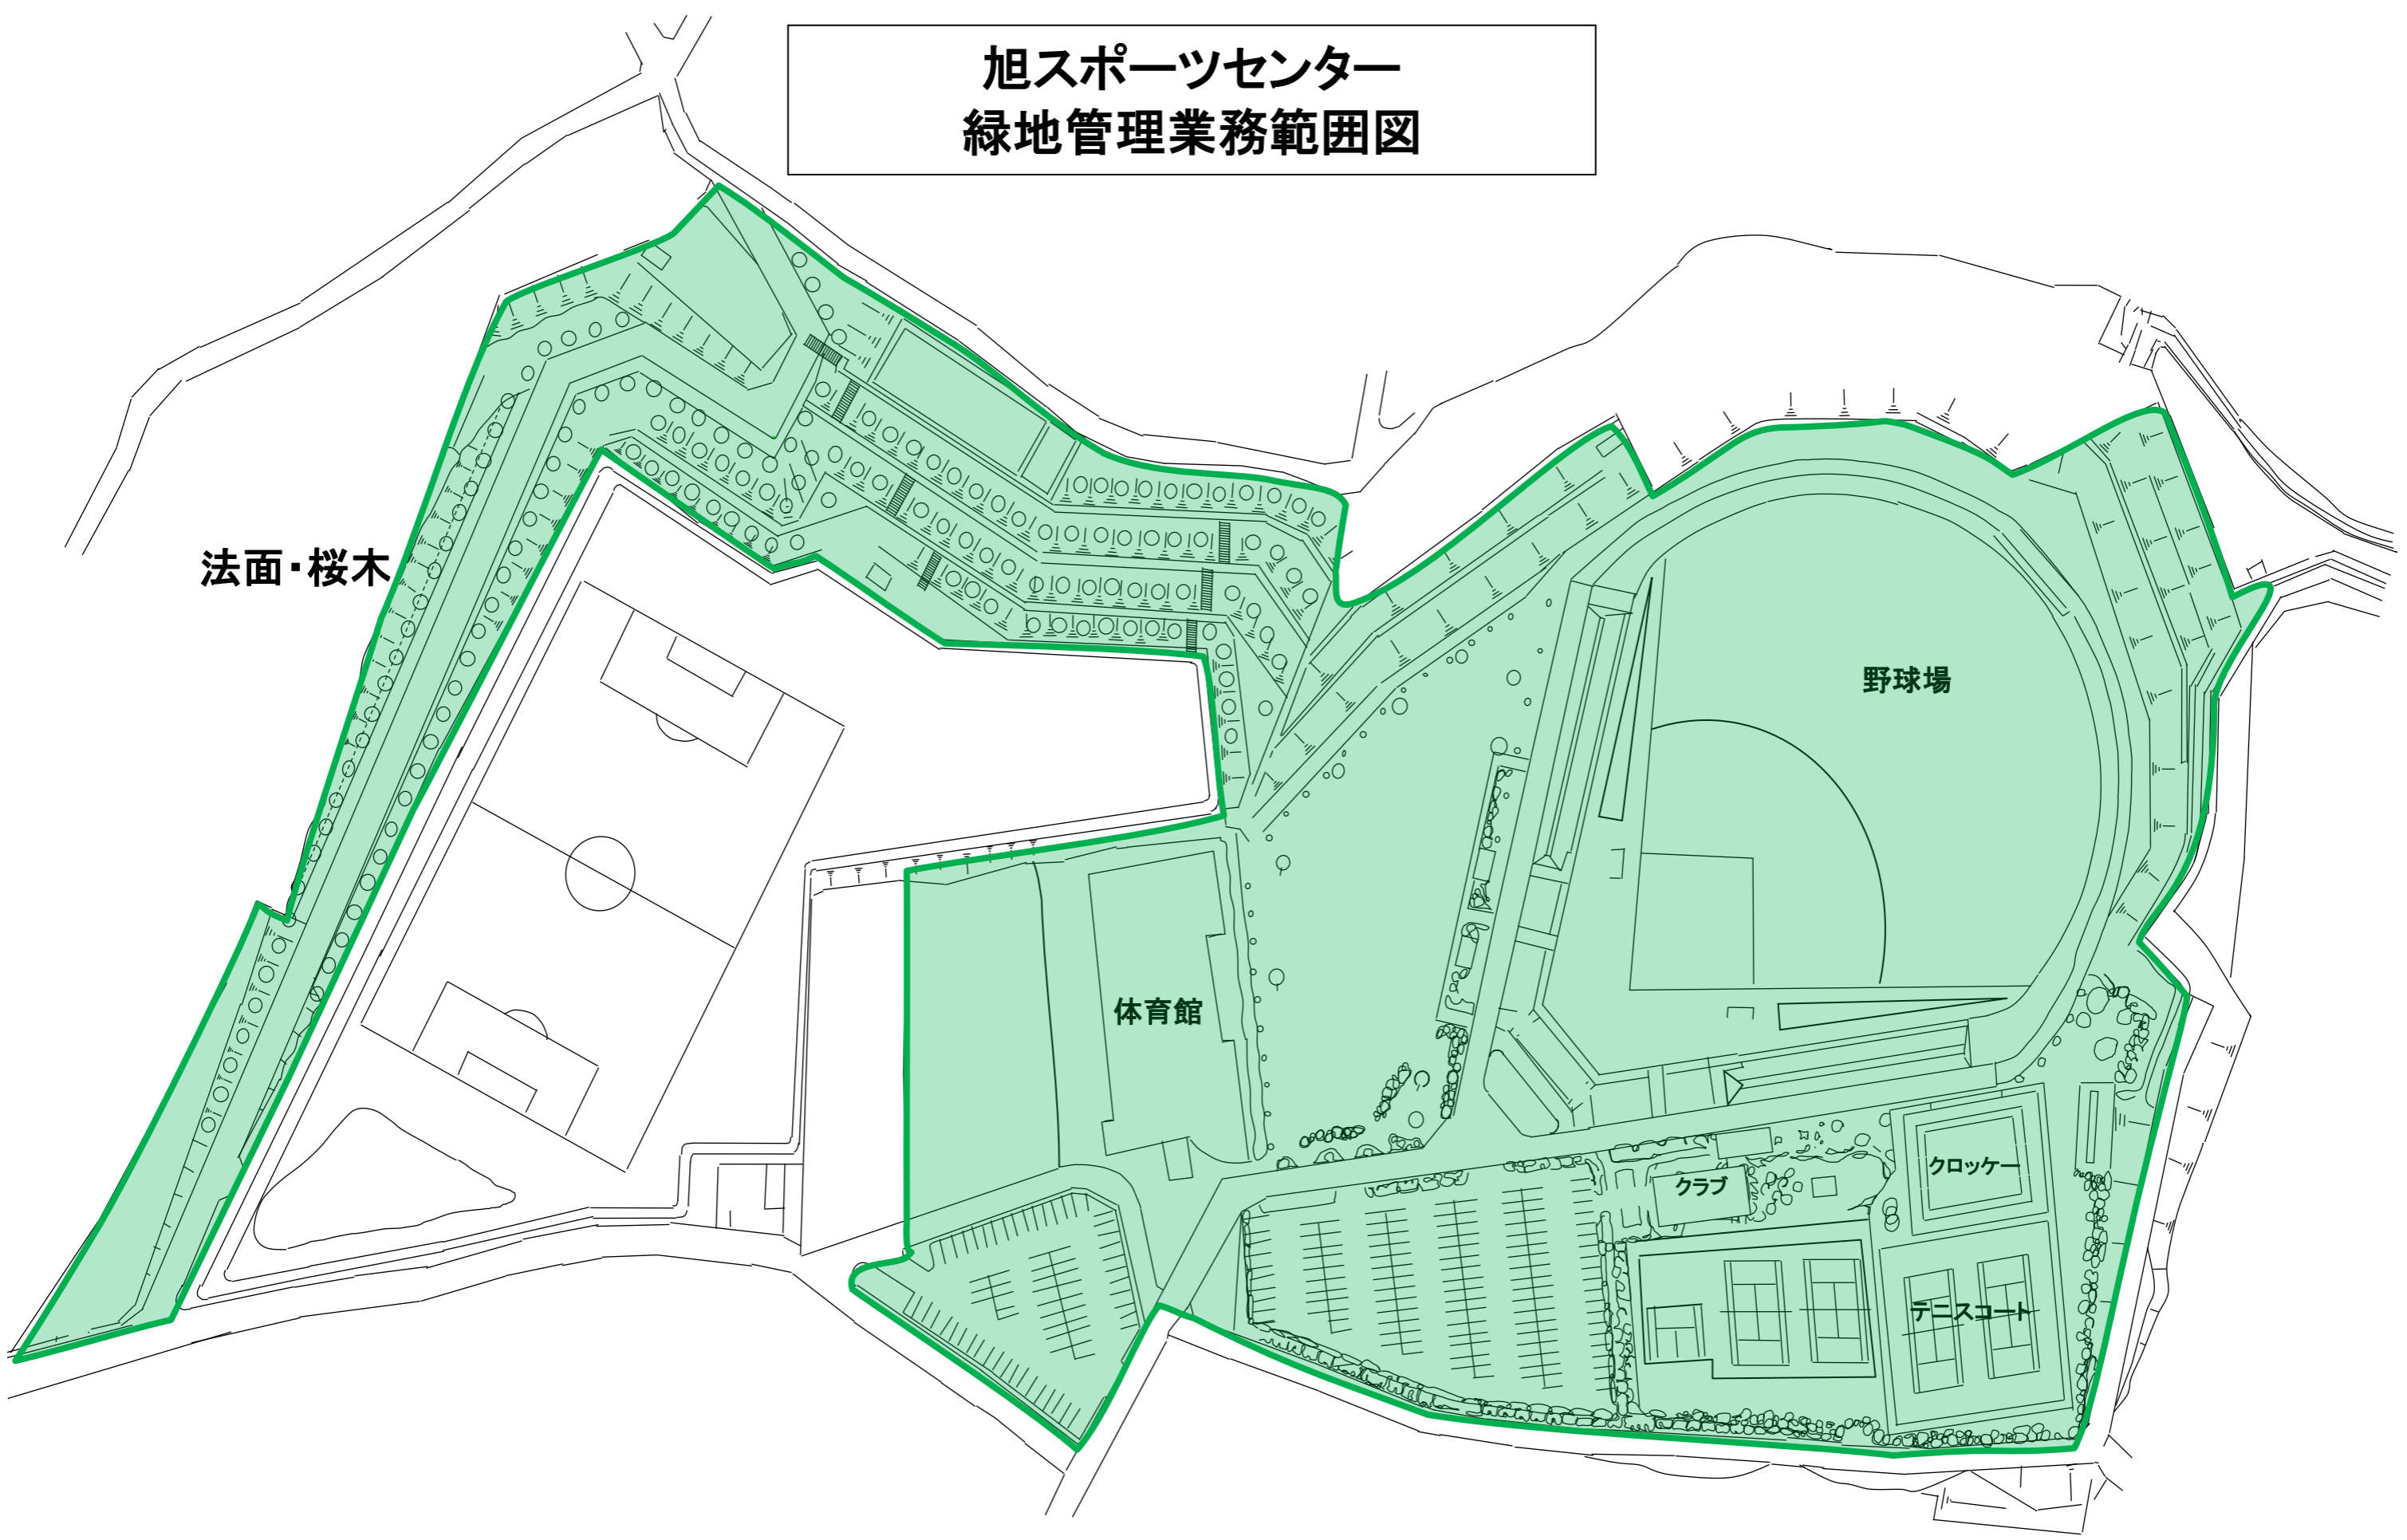 旭スポーツセンター
緑地管理業務範囲図
法面・桜木
野球場
体育館
クロッケー
クラブ
テニスコート